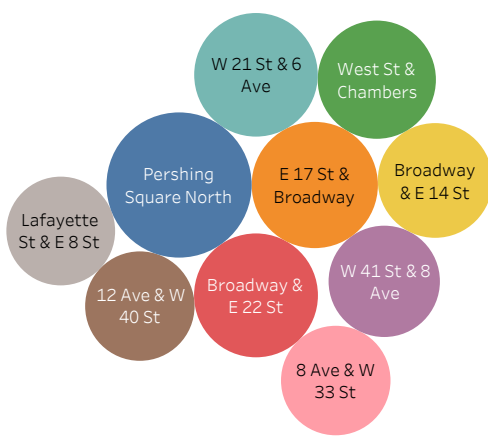 W 21 St & 6
Ave
West St &
Chambers
Pershing
Square North
E 17 St &
Broadway
Broadway
& E 14 St
Lafayette
St & E 8 St
12 Ave & W
40 St
Broadway &
E 22 St
W 41 St & 8
Ave
8 Ave & W
33 St